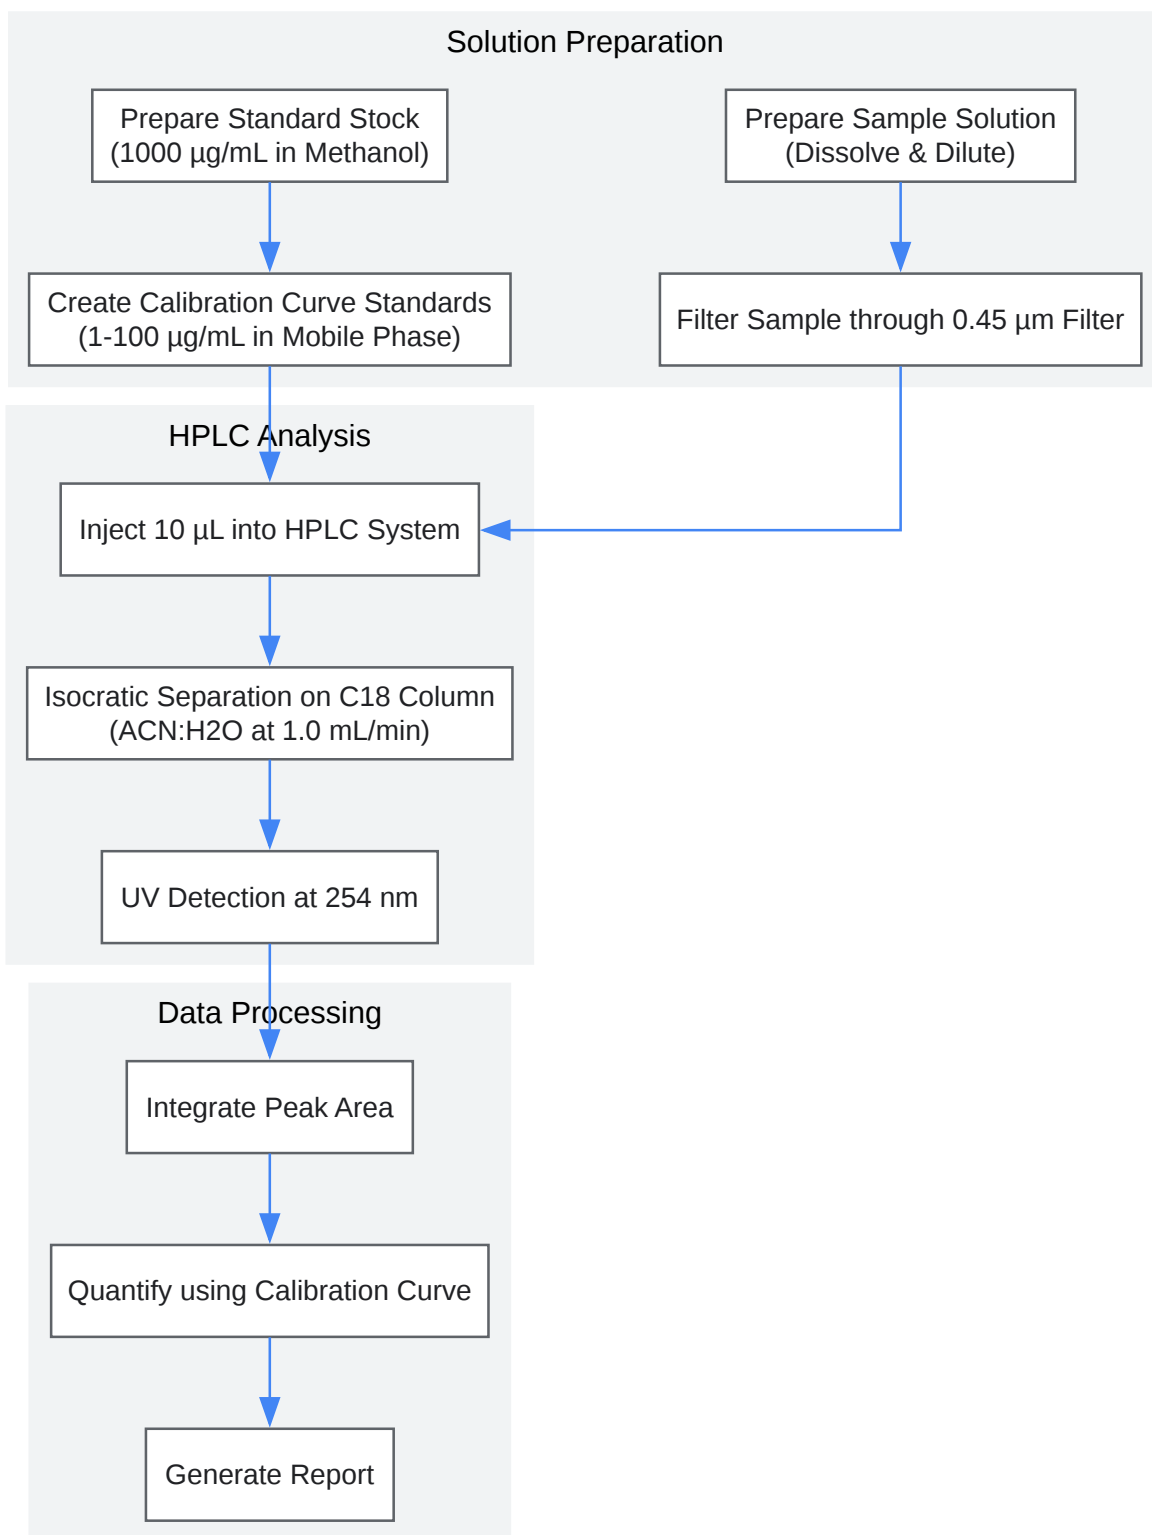 Solution Preparation
Prepare Standard Stock
(1000 µg/mL in Methanol)
Prepare Sample Solution
(Dissolve & Dilute)
Create Calibration Curve Standards
(1-100 µg/mL in Mobile Phase)
Filter Sample through 0.45 µm Filter
HPLC Analysis
Inject 10 µL into HPLC System
Isocratic Separation on C18 Column
(ACN:H2O at 1.0 mL/min)
UV Detection at 254 nm
Data Processing
Integrate Peak Area
Quantify using Calibration Curve
Generate Report